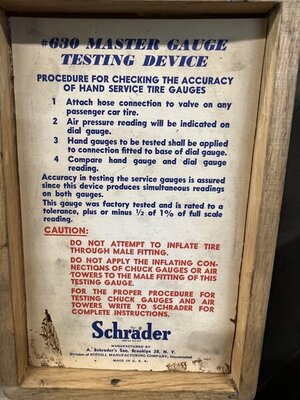 #630 MASTER GAUGE
TESTING DEVICE
PROCEDURE FOR CHECKING THE ACCURACY
OF HAND SERVICE TIRE GAUGES
1 Attach hose connection to valve on any
passenger car tire.
2 Air pressure reading will be indicated on
dial gauge.
3 Hand gauges to be tested shall be applied
to connection fitted to base of dial gauge.
4 Compare hand gauge and dial gauge
reading.
Accuracy in testing the service gauges is assured
since this device produces simultaneous readings
on both gauges.
This gauge was factory tested and is rated to a
tolerance, plus or minus ½ of 1% of full scale
reading.
CAUTION:
DO NOT ATTEMPT TO INFLATE TIRE
THROUGH MALE FITTING.
DO NOT APPLY THE INFLATING CON-
NECTIONS OF CHUCK GAUGES OR AIR
TOWERS TO THE MALE FITTING OF THIS
TESTING GAUGE.
FOR THE PROPER PROCEDURE FOR
TESTING CHUCK GAUGES AND AIR
TOWERS WRITE TO SCHRADER FOR
COMPLETE INSTRUCTIONS.
Schrader
MANUFACTURED BY
A. Schrader's Son, Brooklyn 38, N. Y.
Division of SCOVILL MANUFACTURING COMPANY, Incorporated
MADE IN U. S. A.